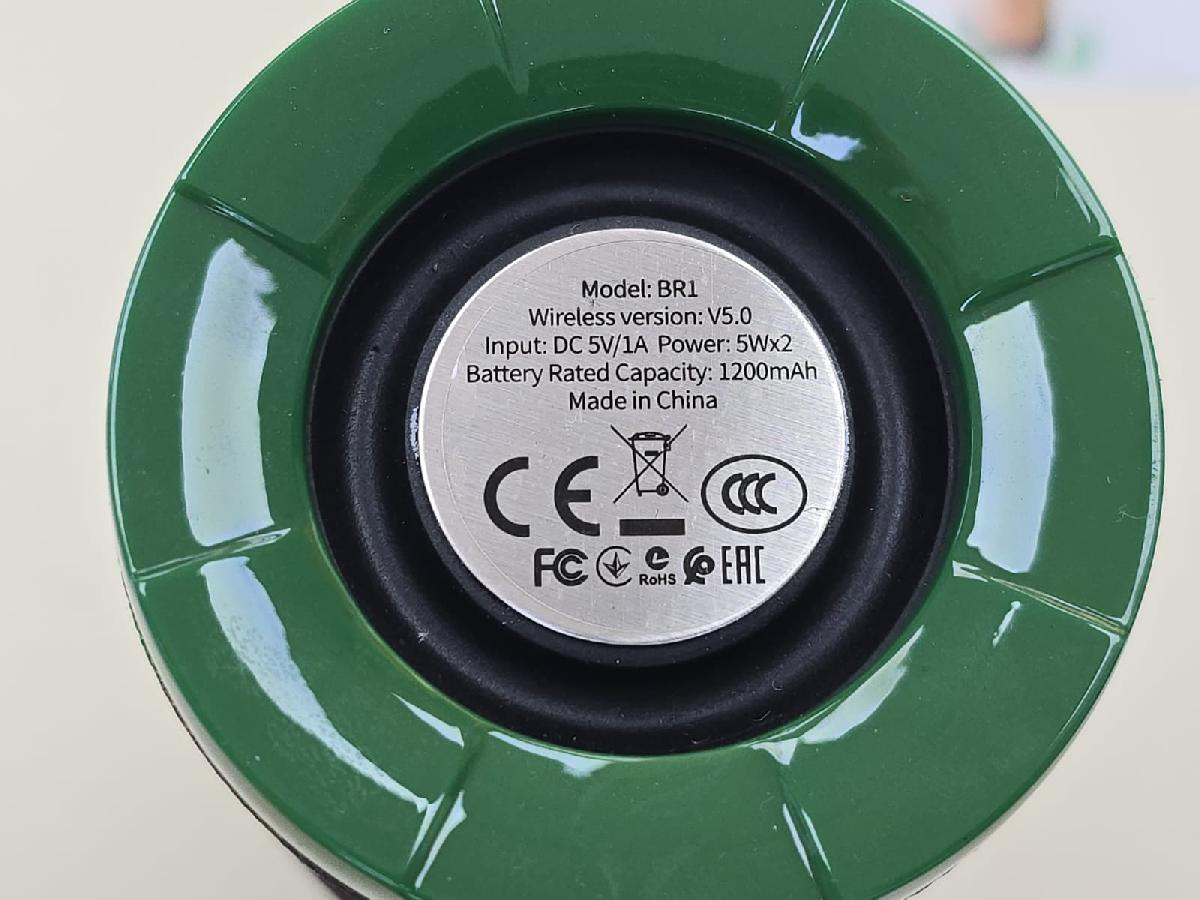 Model: BR1
Wireless version: V5.0
Input: DC 5V/1A Power: 5Wx2
Battery Rated Capacity: 1200mAh
Made in China
CE CCC
FC RoHS EAC